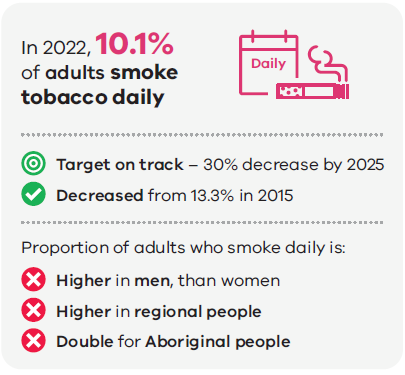 In 2022, 10.1%
of adults smoke
tobacco daily
Daily
Target on track – 30% decrease by 2025
Decreased from 13.3% in 2015
Proportion of adults who smoke daily is:
Higher in men, than women
Higher in regional people
Double for Aboriginal people